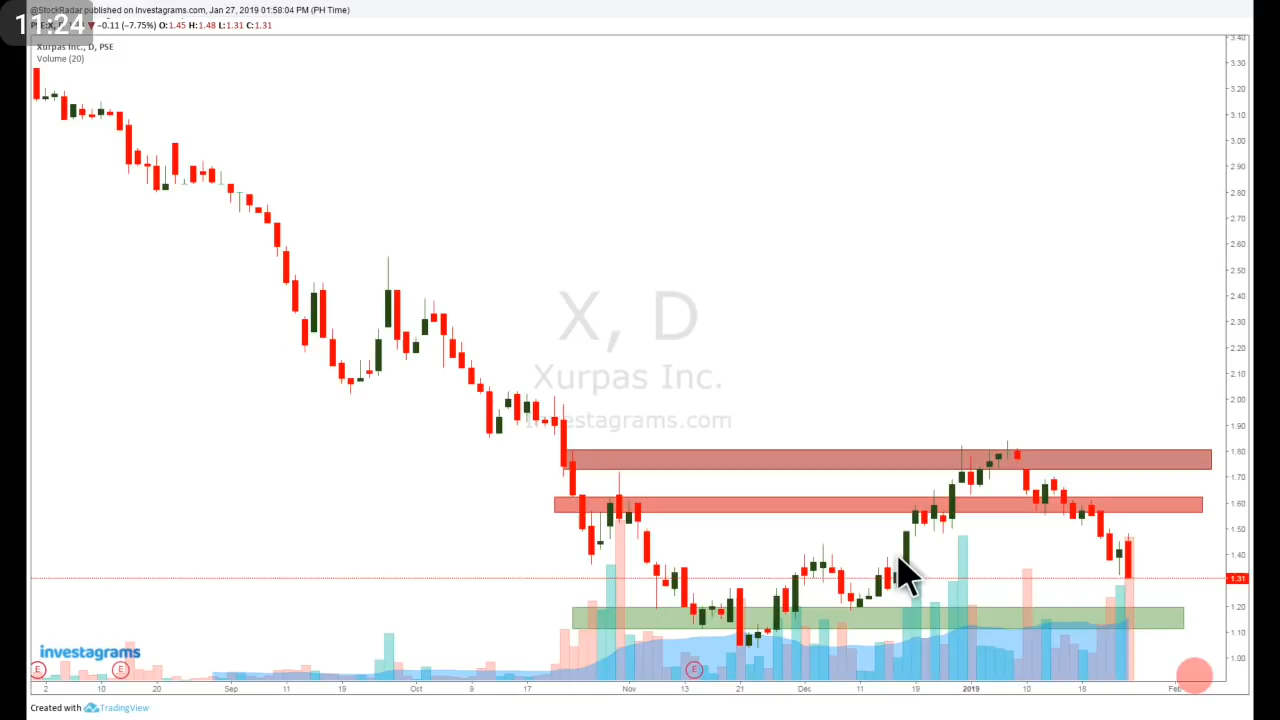 11:24
@StockRadar published on Investagrams.com, Jan 27, 2019 01:58:04 PM (PH Time)
PSE:X, −0.11 (−7.75%) O:1.45 H:1.48 L:1.31 C:1.31
Xurpas Inc., D, PSE
Volume (20)
X, D
Xurpas Inc.
Investagrams.com
3.40
3.30
3.20
3.10
3.00
2.90
2.80
2.70
2.60
2.50
2.40
2.30
2.20
2.10
2.00
1.90
1.80
1.70
1.60
1.50
1.40
1.31
1.20
1.10
1.00
investagrams
E E E
2 10 20 Sep 11 19 Oct 9 17 Nov 13 21 Dec 11 19 2019 10 18 Feb
Created with TradingView